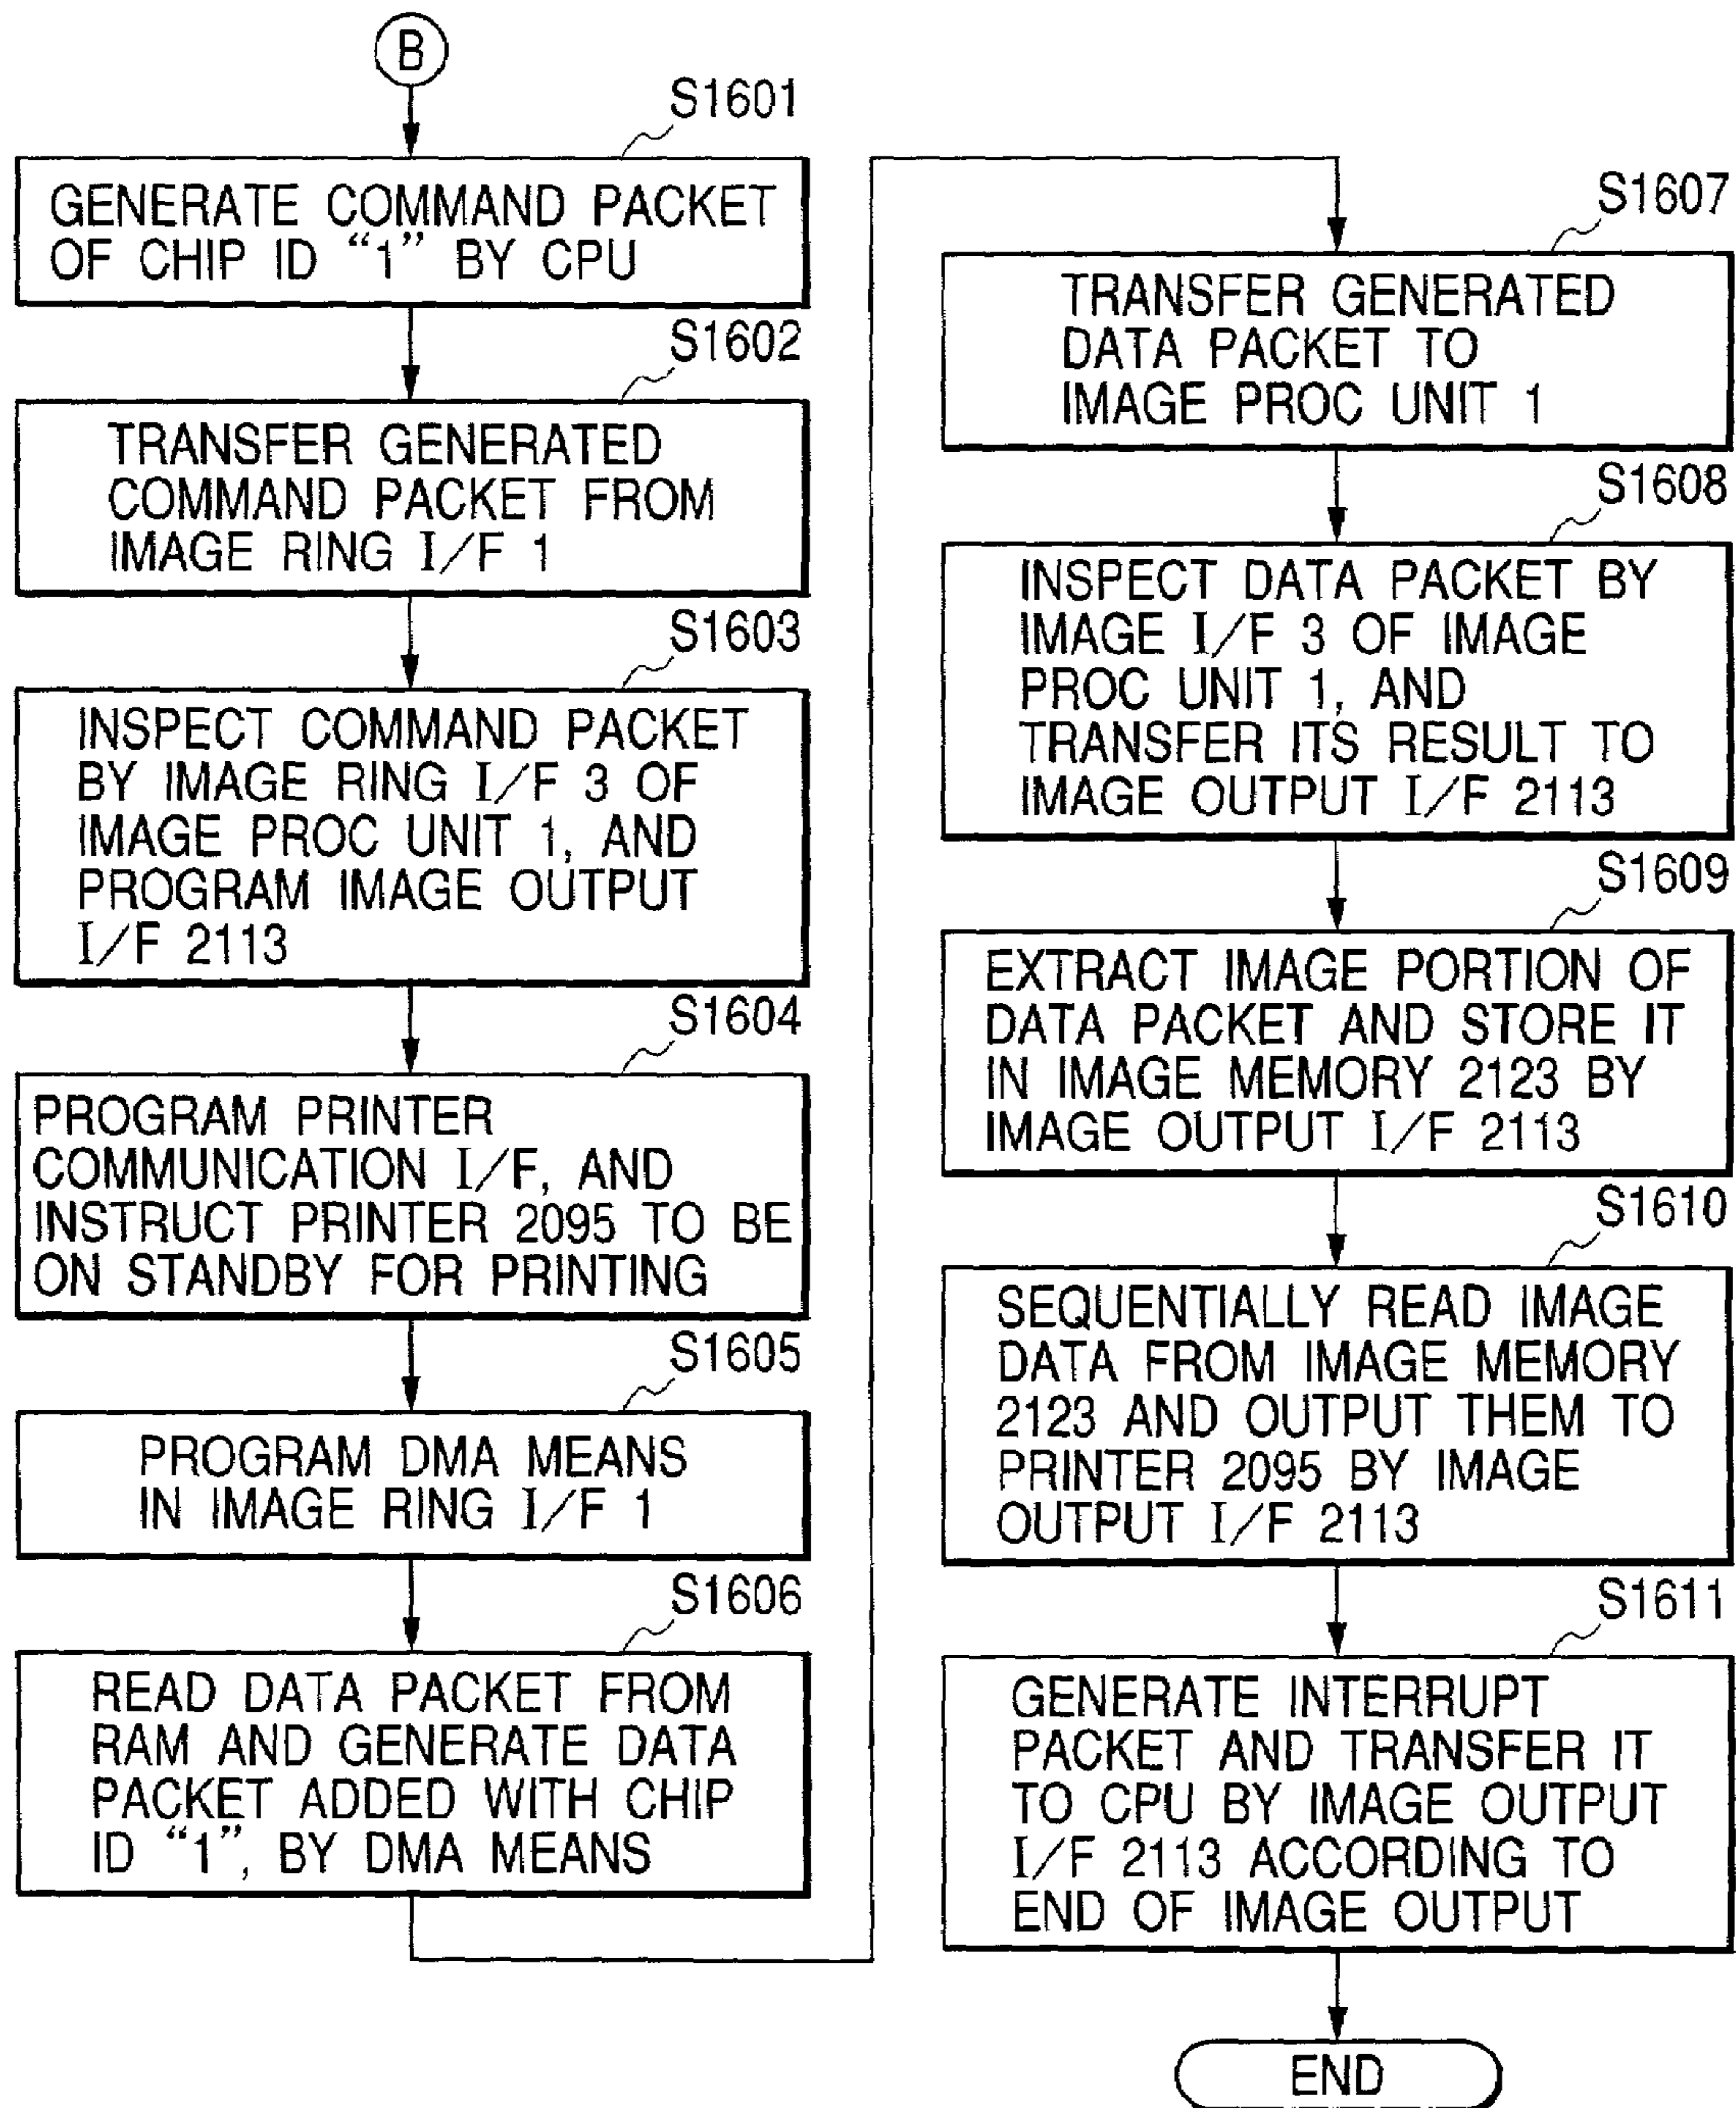 B
S1601
GENERATE COMMAND PACKET
OF CHIP ID “1” BY CPU
S1602
TRANSFER GENERATED
COMMAND PACKET FROM
IMAGE RING I/F 1
S1603
INSPECT COMMAND PACKET
BY IMAGE RING I/F 3 OF
IMAGE PROC UNIT 1, AND
PROGRAM IMAGE OUTPUT
I/F 2113
S1604
PROGRAM PRINTER
COMMUNICATION I/F, AND
INSTRUCT PRINTER 2095 TO BE
ON STANDBY FOR PRINTING
S1605
PROGRAM DMA MEANS
IN IMAGE RING I/F 1
S1606
READ DATA PACKET FROM
RAM AND GENERATE DATA
PACKET ADDED WITH CHIP
ID “1”, BY DMA MEANS
S1607
TRANSFER GENERATED
DATA PACKET TO
IMAGE PROC UNIT 1
S1608
INSPECT DATA PACKET BY
IMAGE I/F 3 OF IMAGE
PROC UNIT 1, AND
TRANSFER ITS RESULT TO
IMAGE OUTPUT I/F 2113
S1609
EXTRACT IMAGE PORTION OF
DATA PACKET AND STORE IT
IN IMAGE MEMORY 2123 BY
IMAGE OUTPUT I/F 2113
S1610
SEQUENTIALLY READ IMAGE
DATA FROM IMAGE MEMORY
2123 AND OUTPUT THEM TO
PRINTER 2095 BY IMAGE
OUTPUT I/F 2113
S1611
GENERATE INTERRUPT
PACKET AND TRANSFER IT
TO CPU BY IMAGE OUTPUT
I/F 2113 ACCORDING TO
END OF IMAGE OUTPUT
END